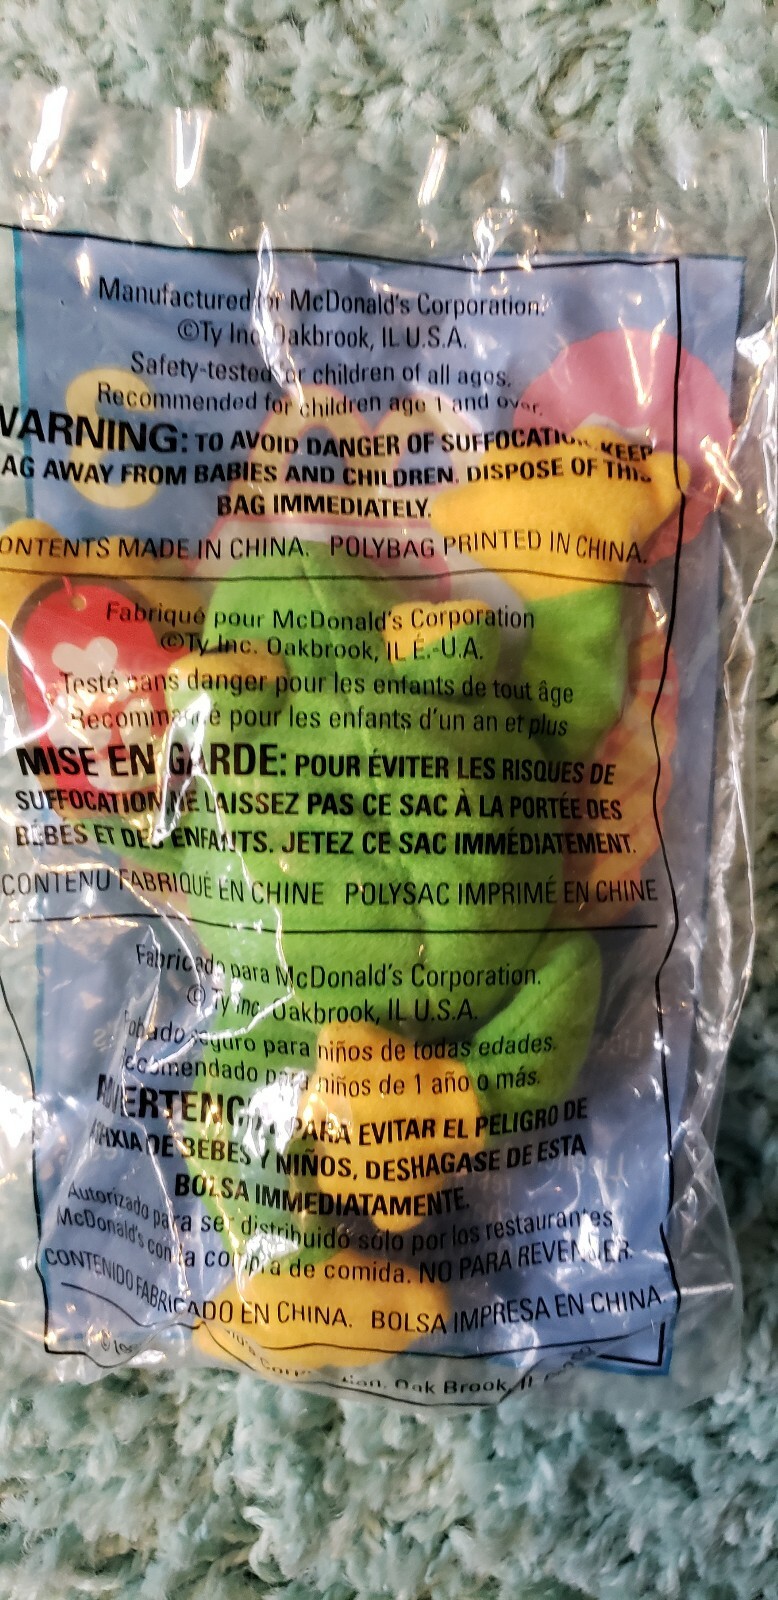 Manufactured for McDonald's Corporation.
©Ty Inc. Oakbrook, IL U.S.A.
Safety-tested for children of all ages.
Recommended for children age 1 and over.
WARNING: TO AVOID DANGER OF SUFFOCATION, KEEP
BAG AWAY FROM BABIES AND CHILDREN. DISPOSE OF THIS
BAG IMMEDIATELY.
CONTENTS MADE IN CHINA. POLYBAG PRINTED IN CHINA.
Fabriqué pour McDonald's Corporation
©Ty Inc. Oakbrook, IL É.-U.A.
Testé sans danger pour les enfants de tout âge
Recommandé pour les enfants d'un an et plus
MISE EN GARDE: POUR ÉVITER LES RISQUES DE
SUFFOCATION NE LAISSEZ PAS CE SAC À LA PORTÉE DES
BÉBES ET DES ENFANTS. JETEZ CE SAC IMMÉDIATEMENT.
CONTENU FABRIQUÉ EN CHINE POLYSAC IMPRIMÉ EN CHINE
Fabricado para McDonald's Corporation.
©Ty Inc. Oakbrook, IL U.S.A.
Probado seguro para niños de todas edades.
Recomendado para niños de 1 año o más.
ADVERTENCIA: PARA EVITAR EL PELIGRO DE
ASFIXIA DE BEBES Y NIÑOS, DESHAGASE DE ESTA
BOLSA IMMEDIATAMENTE.
Autorizado para ser distribuido sólo por los restaurantes
McDonald's con la compra de comida. NO PARA REVENDER.
CONTENIDO FABRICADO EN CHINA. BOLSA IMPRESA EN CHINA.
Oak Brook, IL